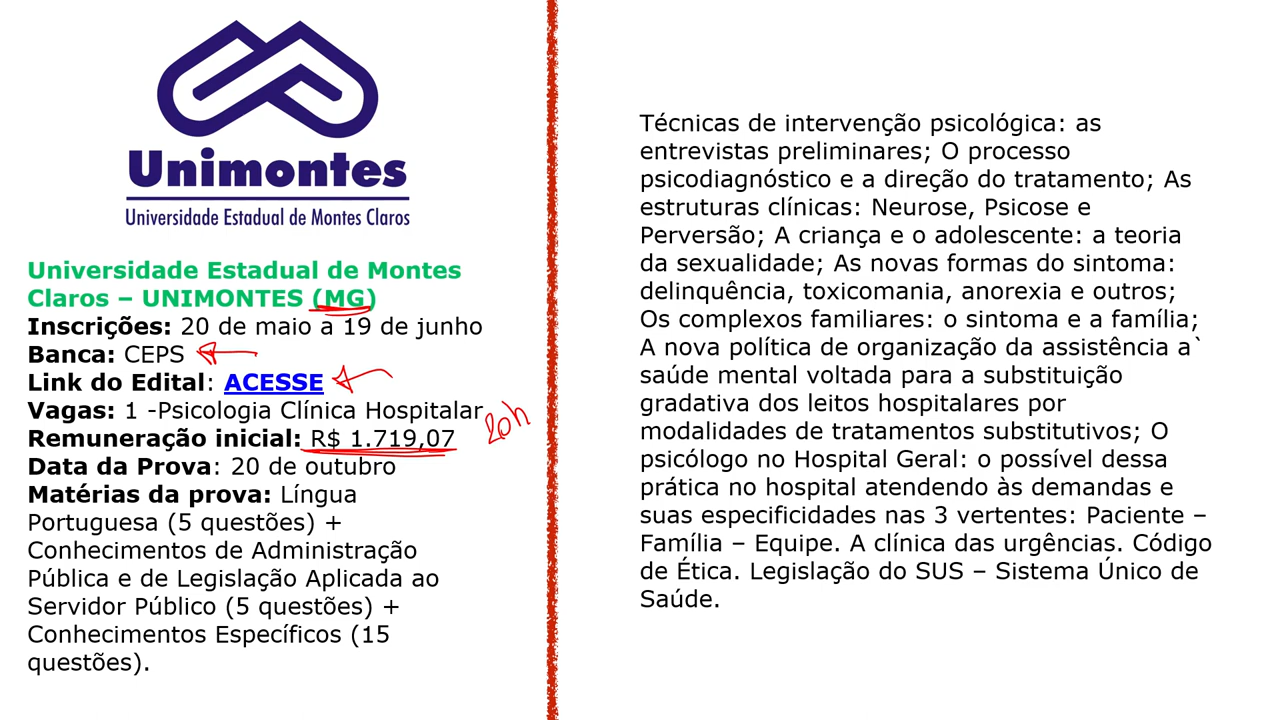 Unimontes
Universidade Estadual de Montes Claros
Universidade Estadual de Montes
Claros – UNIMONTES (MG)
Inscrições: 20 de maio a 19 de junho
Banca: CEPS
Link do Edital: ACESSE
Vagas: 1 -Psicologia Clínica Hospitalar
Remuneração inicial: R$ 1.719,07
20h
Data da Prova: 20 de outubro
Matérias da prova: Língua
Portuguesa (5 questões) +
Conhecimentos de Administração
Pública e de Legislação Aplicada ao
Servidor Público (5 questões) +
Conhecimentos Específicos (15
questões).
Técnicas de intervenção psicológica: as
entrevistas preliminares; O processo
psicodiagnóstico e a direção do tratamento; As
estruturas clínicas: Neurose, Psicose e
Perversão; A criança e o adolescente: a teoria
da sexualidade; As novas formas do sintoma:
delinquência, toxicomania, anorexia e outros;
Os complexos familiares: o sintoma e a família;
A nova política de organização da assistência a`
saúde mental voltada para a substituição
gradativa dos leitos hospitalares por
modalidades de tratamentos substitutivos; O
psicólogo no Hospital Geral: o possível dessa
prática no hospital atendendo às demandas e
suas especificidades nas 3 vertentes: Paciente –
Família – Equipe. A clínica das urgências. Código
de Ética. Legislação do SUS – Sistema Único de
Saúde.